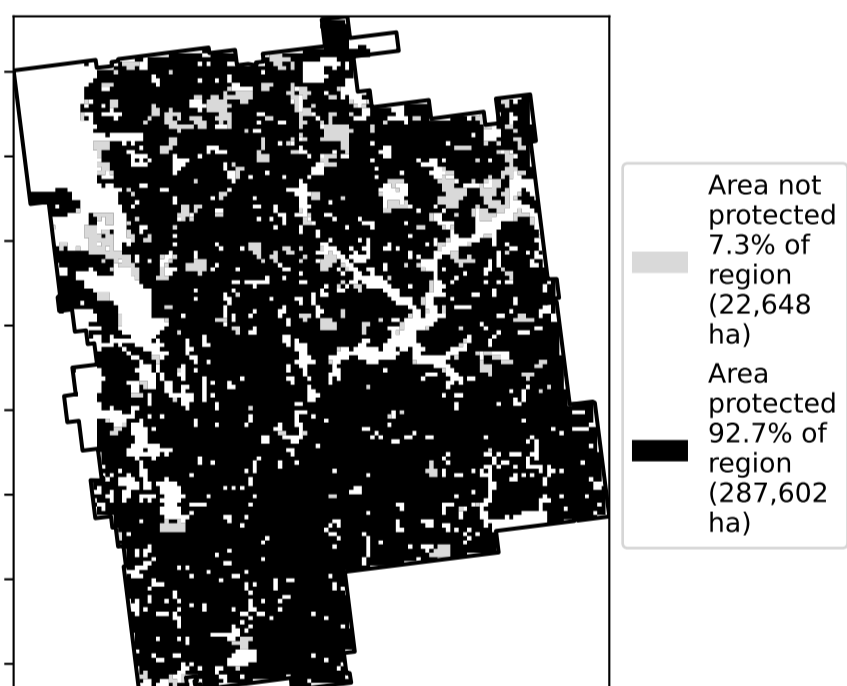 Area not
protected
7.3% of
region
(22,648
ha)
Area
protected
92.7% of
region
(287,602
ha)